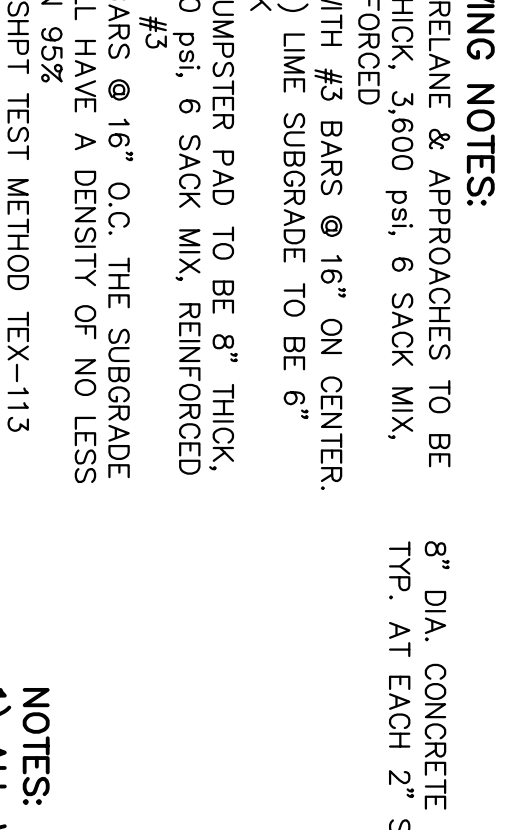 NOTES:
RELANE & APPROACHES TO BE
HICK, 3,600 psi, 6 SACK MIX,
FORCED
WITH #3 BARS @ 16" ON CENTER.
) LIME SUBGRADE TO BE 6"
K
UMPSTER PAD TO BE 8" THICK,
0 psi, 6 SACK MIX, REINFORCED
#3
BARS @ 16" O.C. THE SUBGRADE
LL HAVE A DENSITY OF NO LESS
N 95%
SHPT TEST METHOD TEX-113
8" DIA. CONCRETE
TYP. AT EACH 2" S
NOTES: